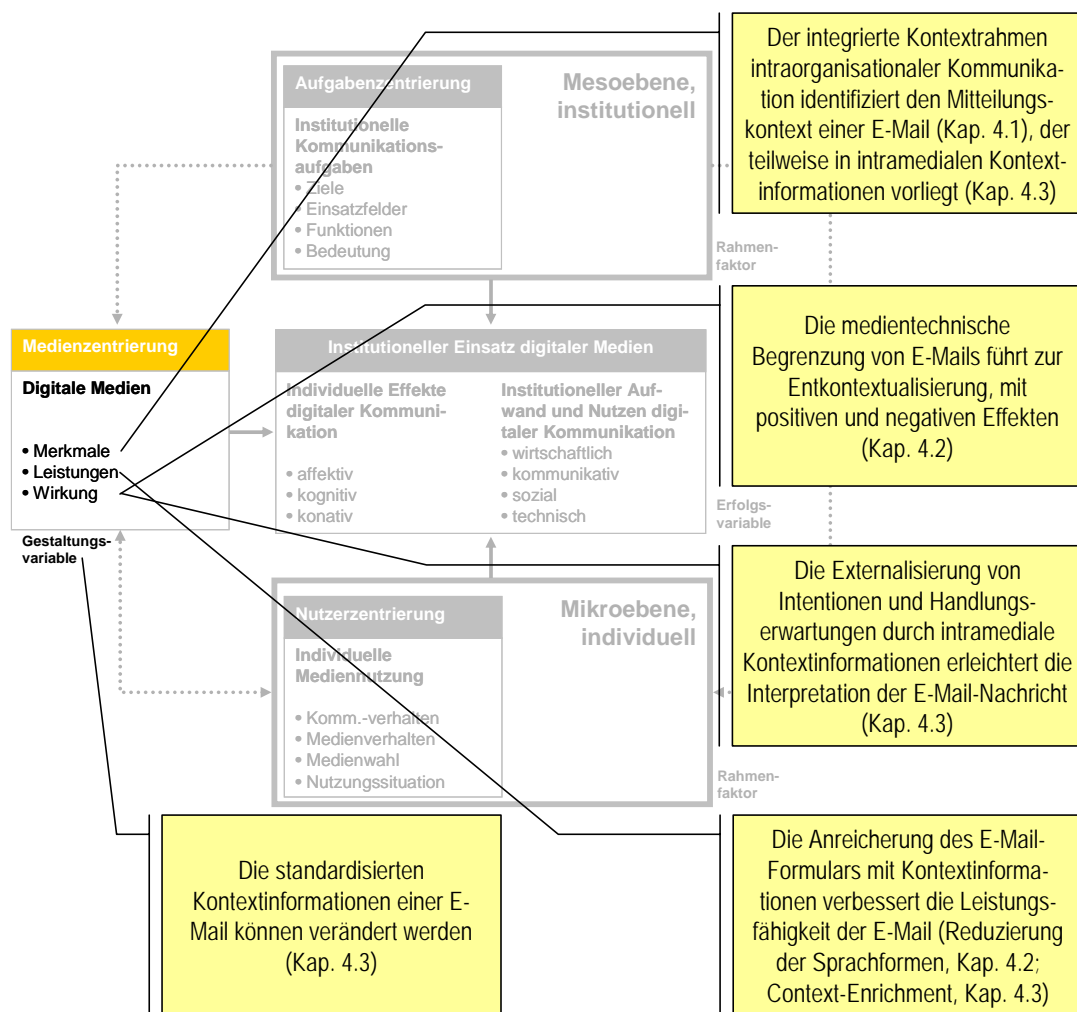 Aufgabenzentrierung
Mesoebene,
institutionell
Institutionelle
Kommunikations-
aufgaben
• Ziele
• Einsatzfelder
• Funktionen
• Bedeutung
Rahmen-
faktor
Der integrierte Kontextrahmen
intraorganisationaler Kommunika-
tion identifiziert den Mitteilungs-
kontext einer E-Mail (Kap. 4.1), der
teilweise in intramedialen Kontext-
informationen vorliegt (Kap. 4.3)
Medienzentrierung
Digitale Medien
• Merkmale
• Leistungen
• Wirkung
Gestaltungs-
variable
Institutioneller Einsatz digitaler Medien
Individuelle Effekte
digitaler Kommuni-
kation
• affektiv
• kognitiv
• konativ
Institutioneller Auf-
wand und Nutzen digi-
taler Kommunikation
• wirtschaftlich
• kommunikativ
• sozial
• technisch
Erfolgs-
variable
Die medientechnische
Begrenzung von E-Mails führt zur
Entkontextualisierung, mit
positiven und negativen Effekten
(Kap. 4.2)
Nutzerzentrierung
Mikroebene,
individuell
Individuelle
Mediennutzung
• Komm.-verhalten
• Medienverhalten
• Medienwahl
• Nutzungssituation
Rahmen-
faktor
Die Externalisierung von
Intentionen und Handlungs-
erwartungen durch intramediale
Kontextinformationen erleichtert die
Interpretation der E-Mail-Nachricht
(Kap. 4.3)
Die standardisierten
Kontextinformationen einer E-
Mail können verändert werden
(Kap. 4.3)
Die Anreicherung des E-Mail-
Formulars mit Kontextinforma-
tionen verbessert die Leistungs-
fähigkeit der E-Mail (Reduzierung
der Sprachformen, Kap. 4.2;
Context-Enrichment, Kap. 4.3)